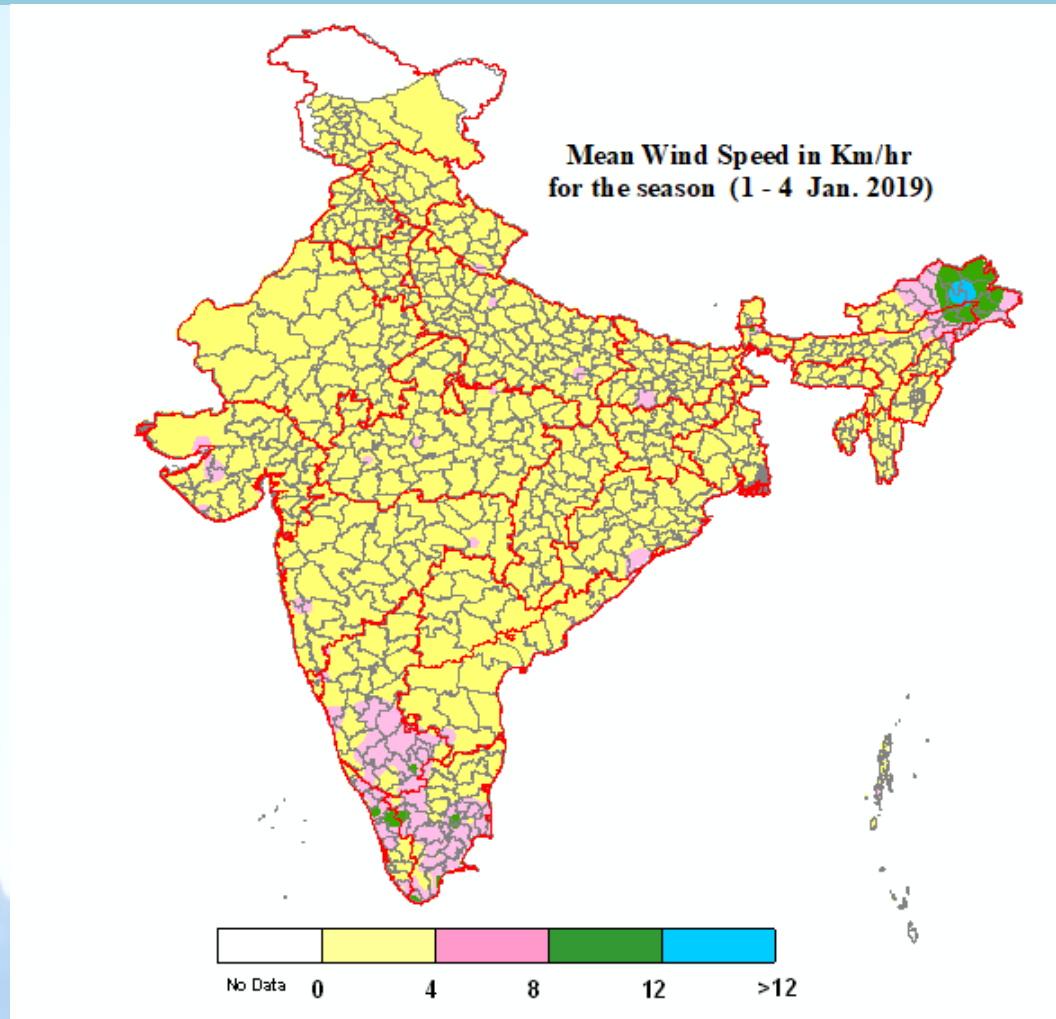 Mean Wind Speed in Km/hr
for the season (1 - 4 Jan. 2019)
No Data 0 4 8 12 >12